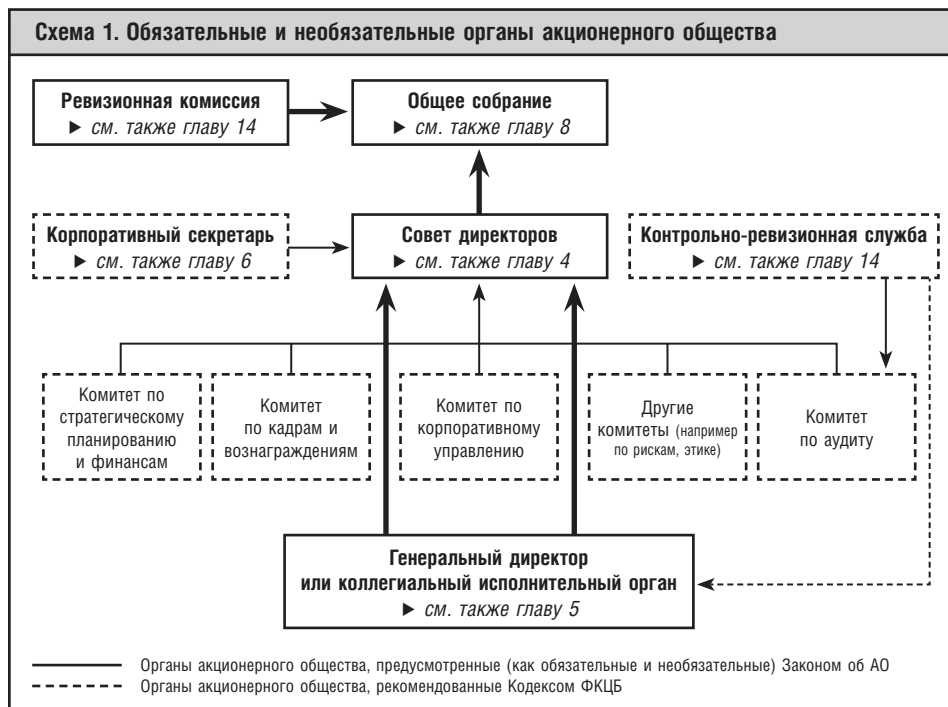 Схема 1. Обязательные и необязательные органы акционерного общества
Ревизионная комиссия
► см. также главу 14
Общее собрание
► см. также главу 8
Корпоративный секретарь
► см. также главу 6
Совет директоров
► см. также главу 4
Контрольно-ревизионная служба
► см. также главу 14
Комитет по
стратегическому
планированию
и финансам
Комитет
по кадрам и
вознаграждениям
Комитет по
корпоративному
управлению
Другие
комитеты (например
по рискам, этике)
Комитет
по аудиту
Генеральный директор
или коллегиальный исполнительный орган
► см. также главу 5
Органы акционерного общества, предусмотренные (как обязательные и необязательные) Законом об АО
Органы акционерного общества, рекомендованные Кодексом ФКЦБ